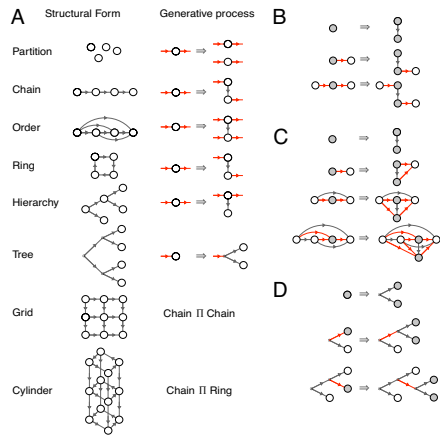 A
Structural Form
Generative process
Partition
Chain
Order
Ring
Hierarchy
Tree
Grid
Chain Π Chain
Cylinder
Chain Π Ring
B
C
D